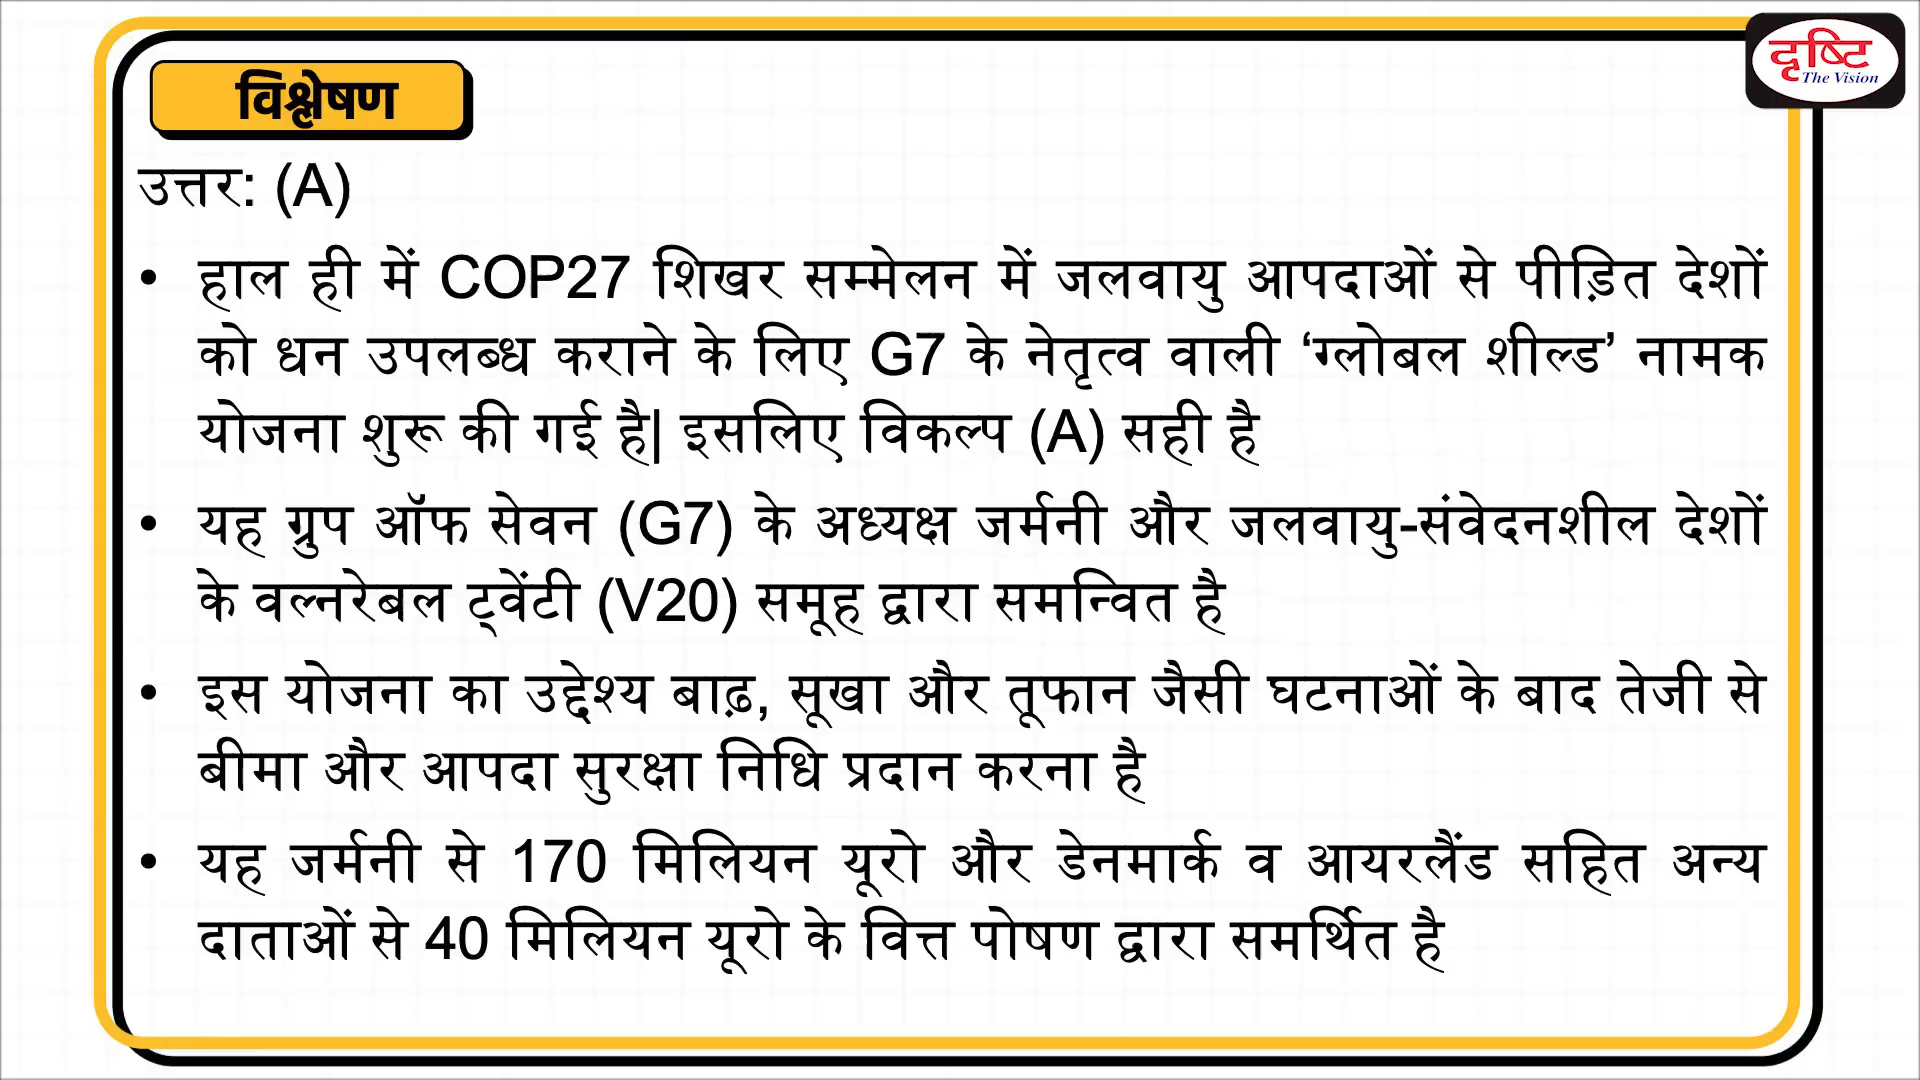 दृष्टि
The Vision
विश्लेषण
उत्तर: (A)
• हाल ही में COP27 शिखर सम्मेलन में जलवायु आपदाओं से पीड़ित देशों
को धन उपलब्ध कराने के लिए G7 के नेतृत्व वाली ‘ग्लोबल शील्ड’ नामक
योजना शुरू की गई है| इसलिए विकल्प (A) सही है
• यह ग्रुप ऑफ सेवन (G7) के अध्यक्ष जर्मनी और जलवायु-संवेदनशील देशों
के वल्नरेबल ट्वेंटी (V20) समूह द्वारा समन्वित है
• इस योजना का उद्देश्य बाढ़, सूखा और तूफान जैसी घटनाओं के बाद तेजी से
बीमा और आपदा सुरक्षा निधि प्रदान करना है
• यह जर्मनी से 170 मिलियन यूरो और डेनमार्क व आयरलैंड सहित अन्य
दाताओं से 40 मिलियन यूरो के वित्त पोषण द्वारा समर्थित है